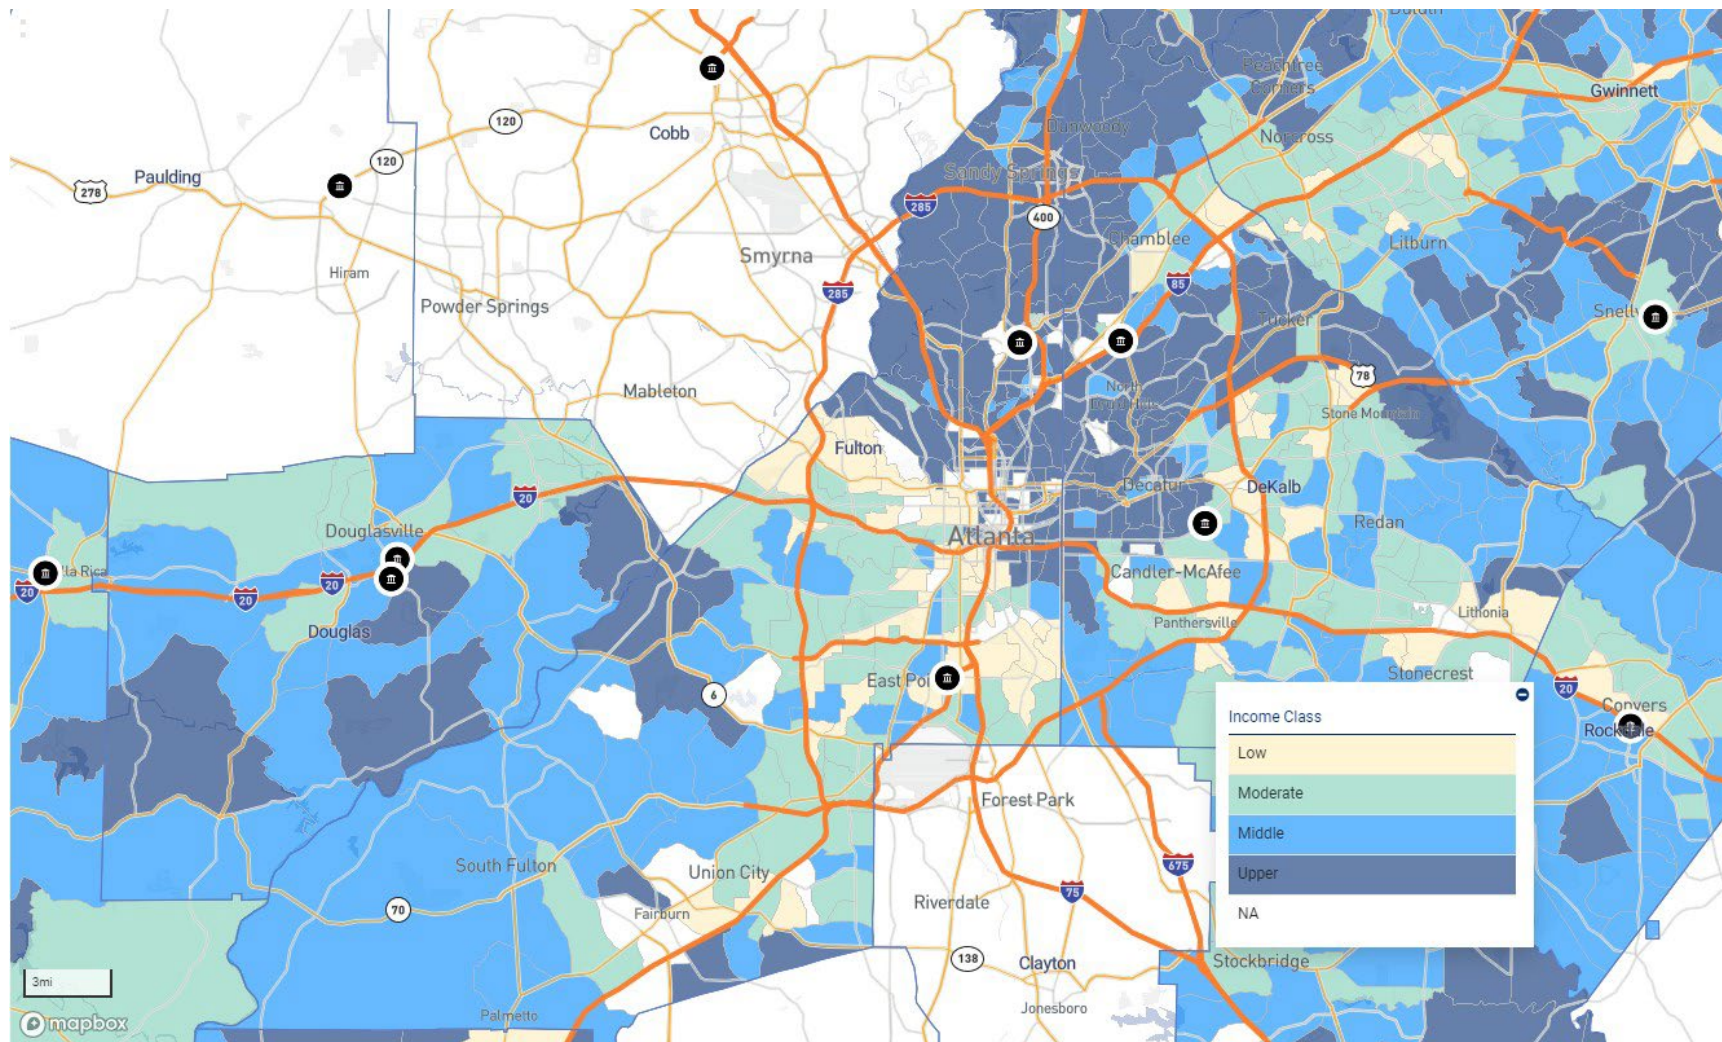 Duluth
Peachtree
Corners
Gwinnett
120
Cobb
Dunwoody
Norcross
120
278
Paulding
Sandy Springs
285
400
Chamblee
Lilburn
Smyrna
Hiram
285
85
Powder Springs
Tucker
Mableton
78
North
Druid Hills
Stone Mountain
Fulton
20
Decatur
DeKalb
Redan
Douglasville
Atlanta
lla Rica
Candler-McAfee
20
20
20
Lithonia
Douglas
Panthersville
Stonecrest
East Poi
6
20
Conyers
Rockdale
Income Class
Low
Moderate
Middle
Upper
NA
Forest Park
South Fulton
Union City
675
75
70
Fairburn
Riverdale
138
Clayton
Stockbridge
3mi
Palmetto
Jonesboro
mapbox